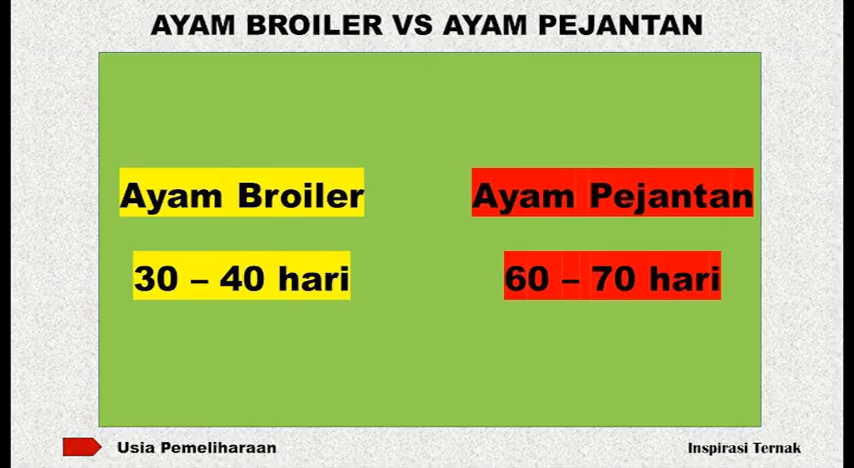 AYAM BROILER VS AYAM PEJANTAN
Ayam Broiler
30 – 40 hari
Ayam Pejantan
60 – 70 hari
Usia Pemeliharaan
Inspirasi Ternak